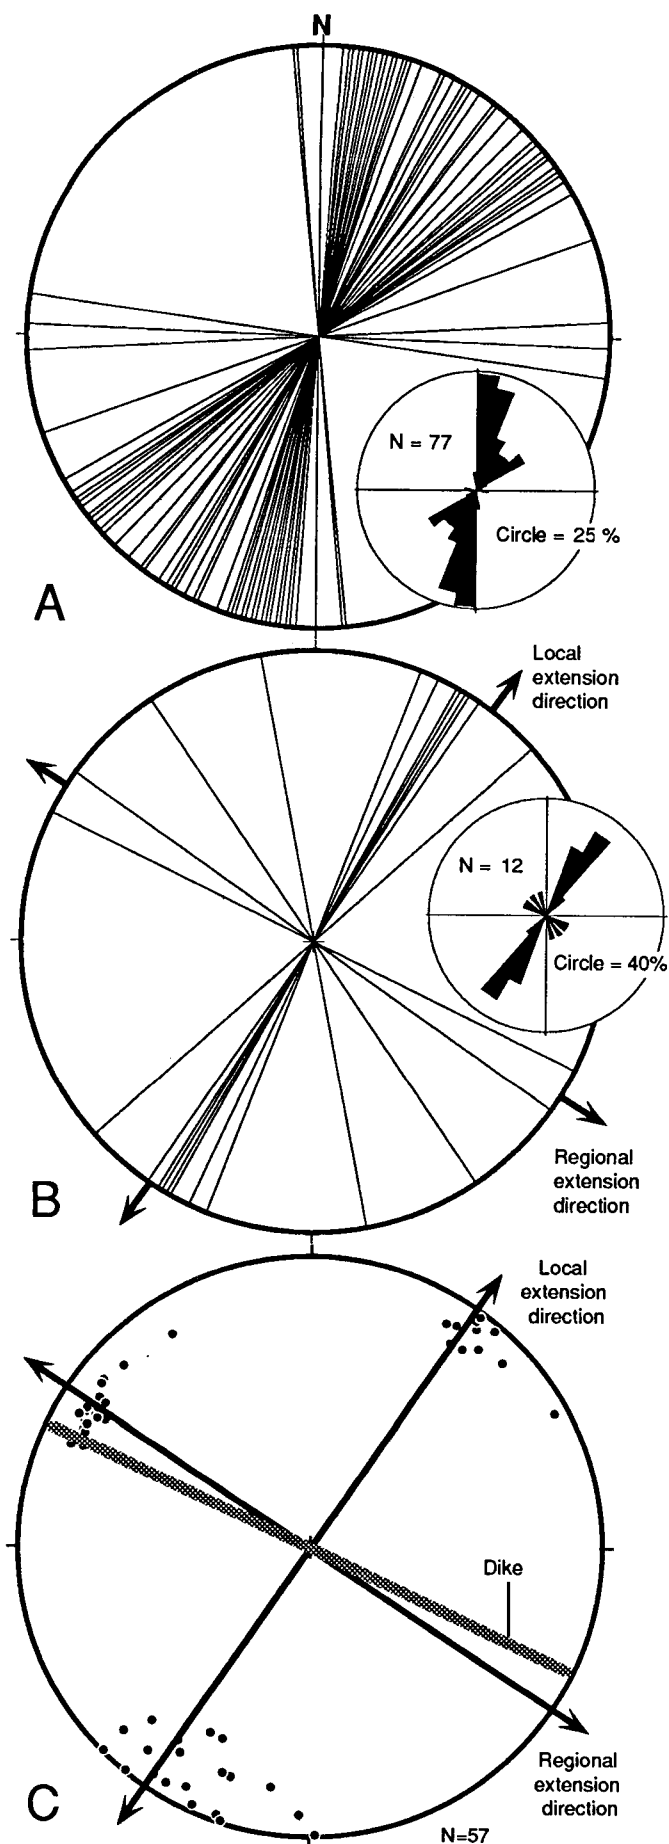 N
N = 77
Circle = 25 %
A
Local
extension
direction
N = 12
Circle = 40%
Regional
extension
direction
B
Local
extension
direction
Dike
Regional
extension
direction
C
N=57